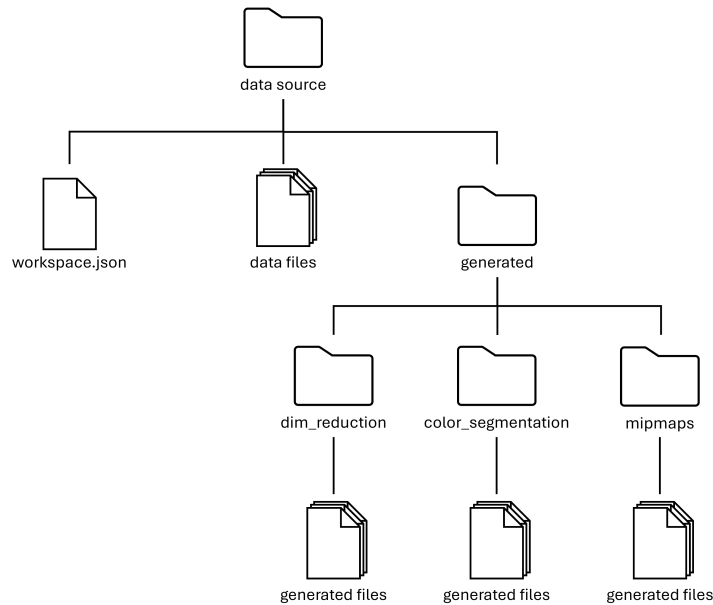 data source
workspace.json
data files
generated
dim_reduction
color_segmentation
mipmaps
generated files
generated files
generated files